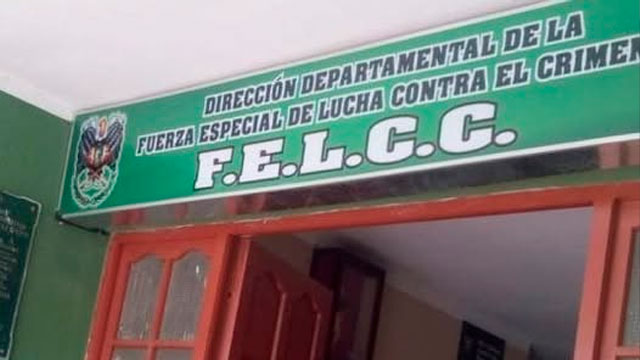 DIRECCIÓN DEPARTAMENTAL DE LA
FUERZA ESPECIAL DE LUCHA CONTRA EL CRIMEN
F.E.L.C.C.